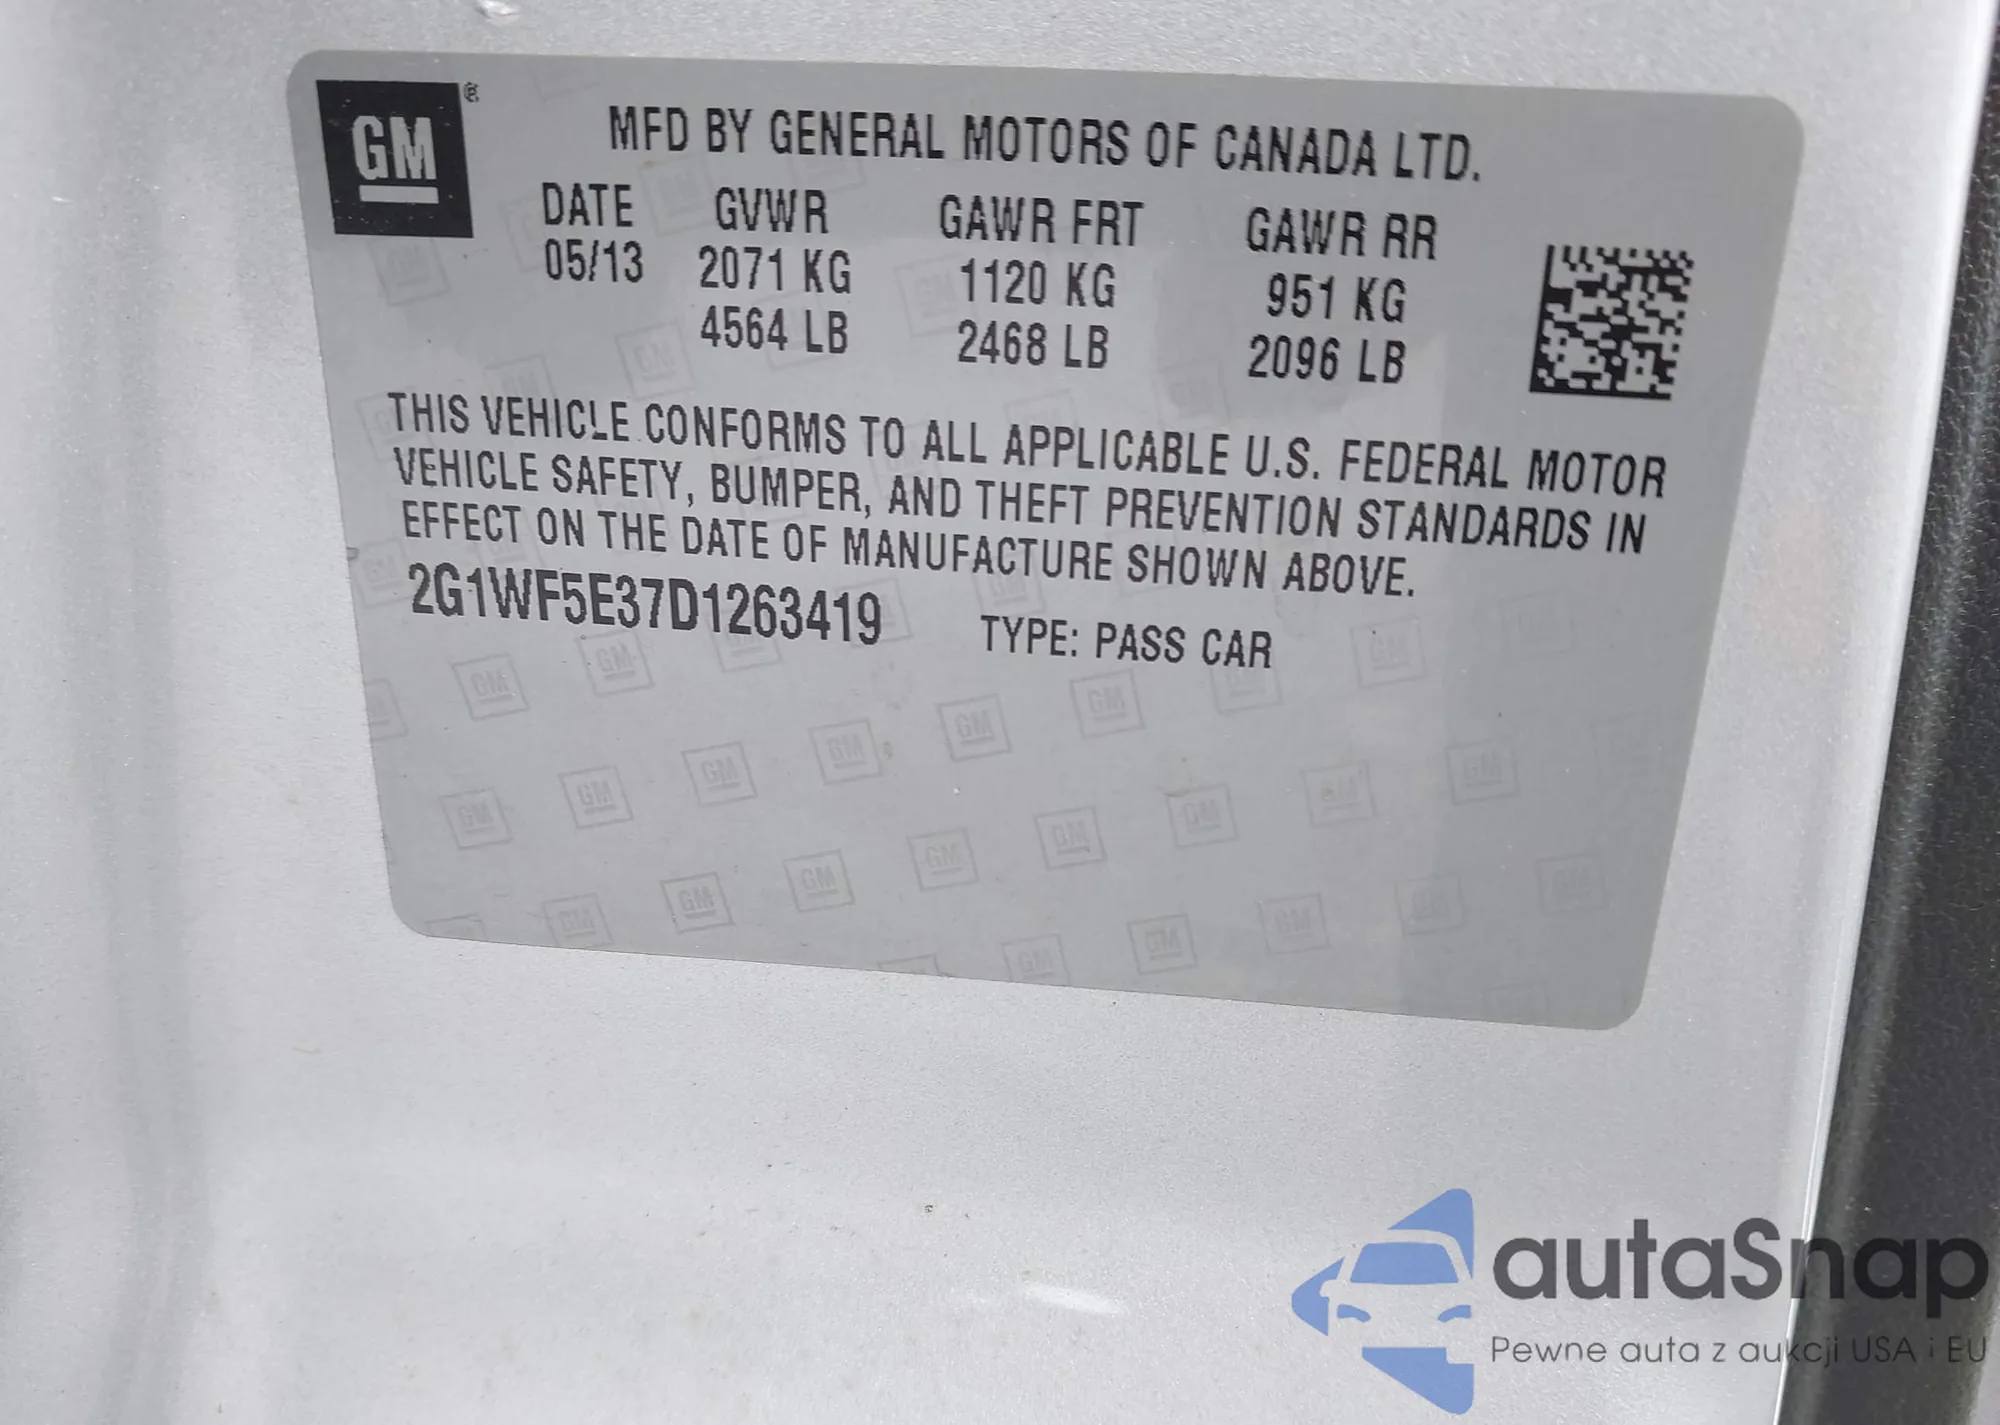 GM ®
MFD BY GENERAL MOTORS OF CANADA LTD.
DATE GVWR GAWR FRT GAWR RR
05/13 2071 KG 1120 KG 951 KG
4564 LB 2468 LB 2096 LB
THIS VEHICLE CONFORMS TO ALL APPLICABLE U.S. FEDERAL MOTOR
VEHICLE SAFETY, BUMPER, AND THEFT PREVENTION STANDARDS IN
EFFECT ON THE DATE OF MANUFACTURE SHOWN ABOVE.
2G1WF5E37D1263419 TYPE: PASS CAR
autaSnap
Pewne auta z aukcji USA i EU